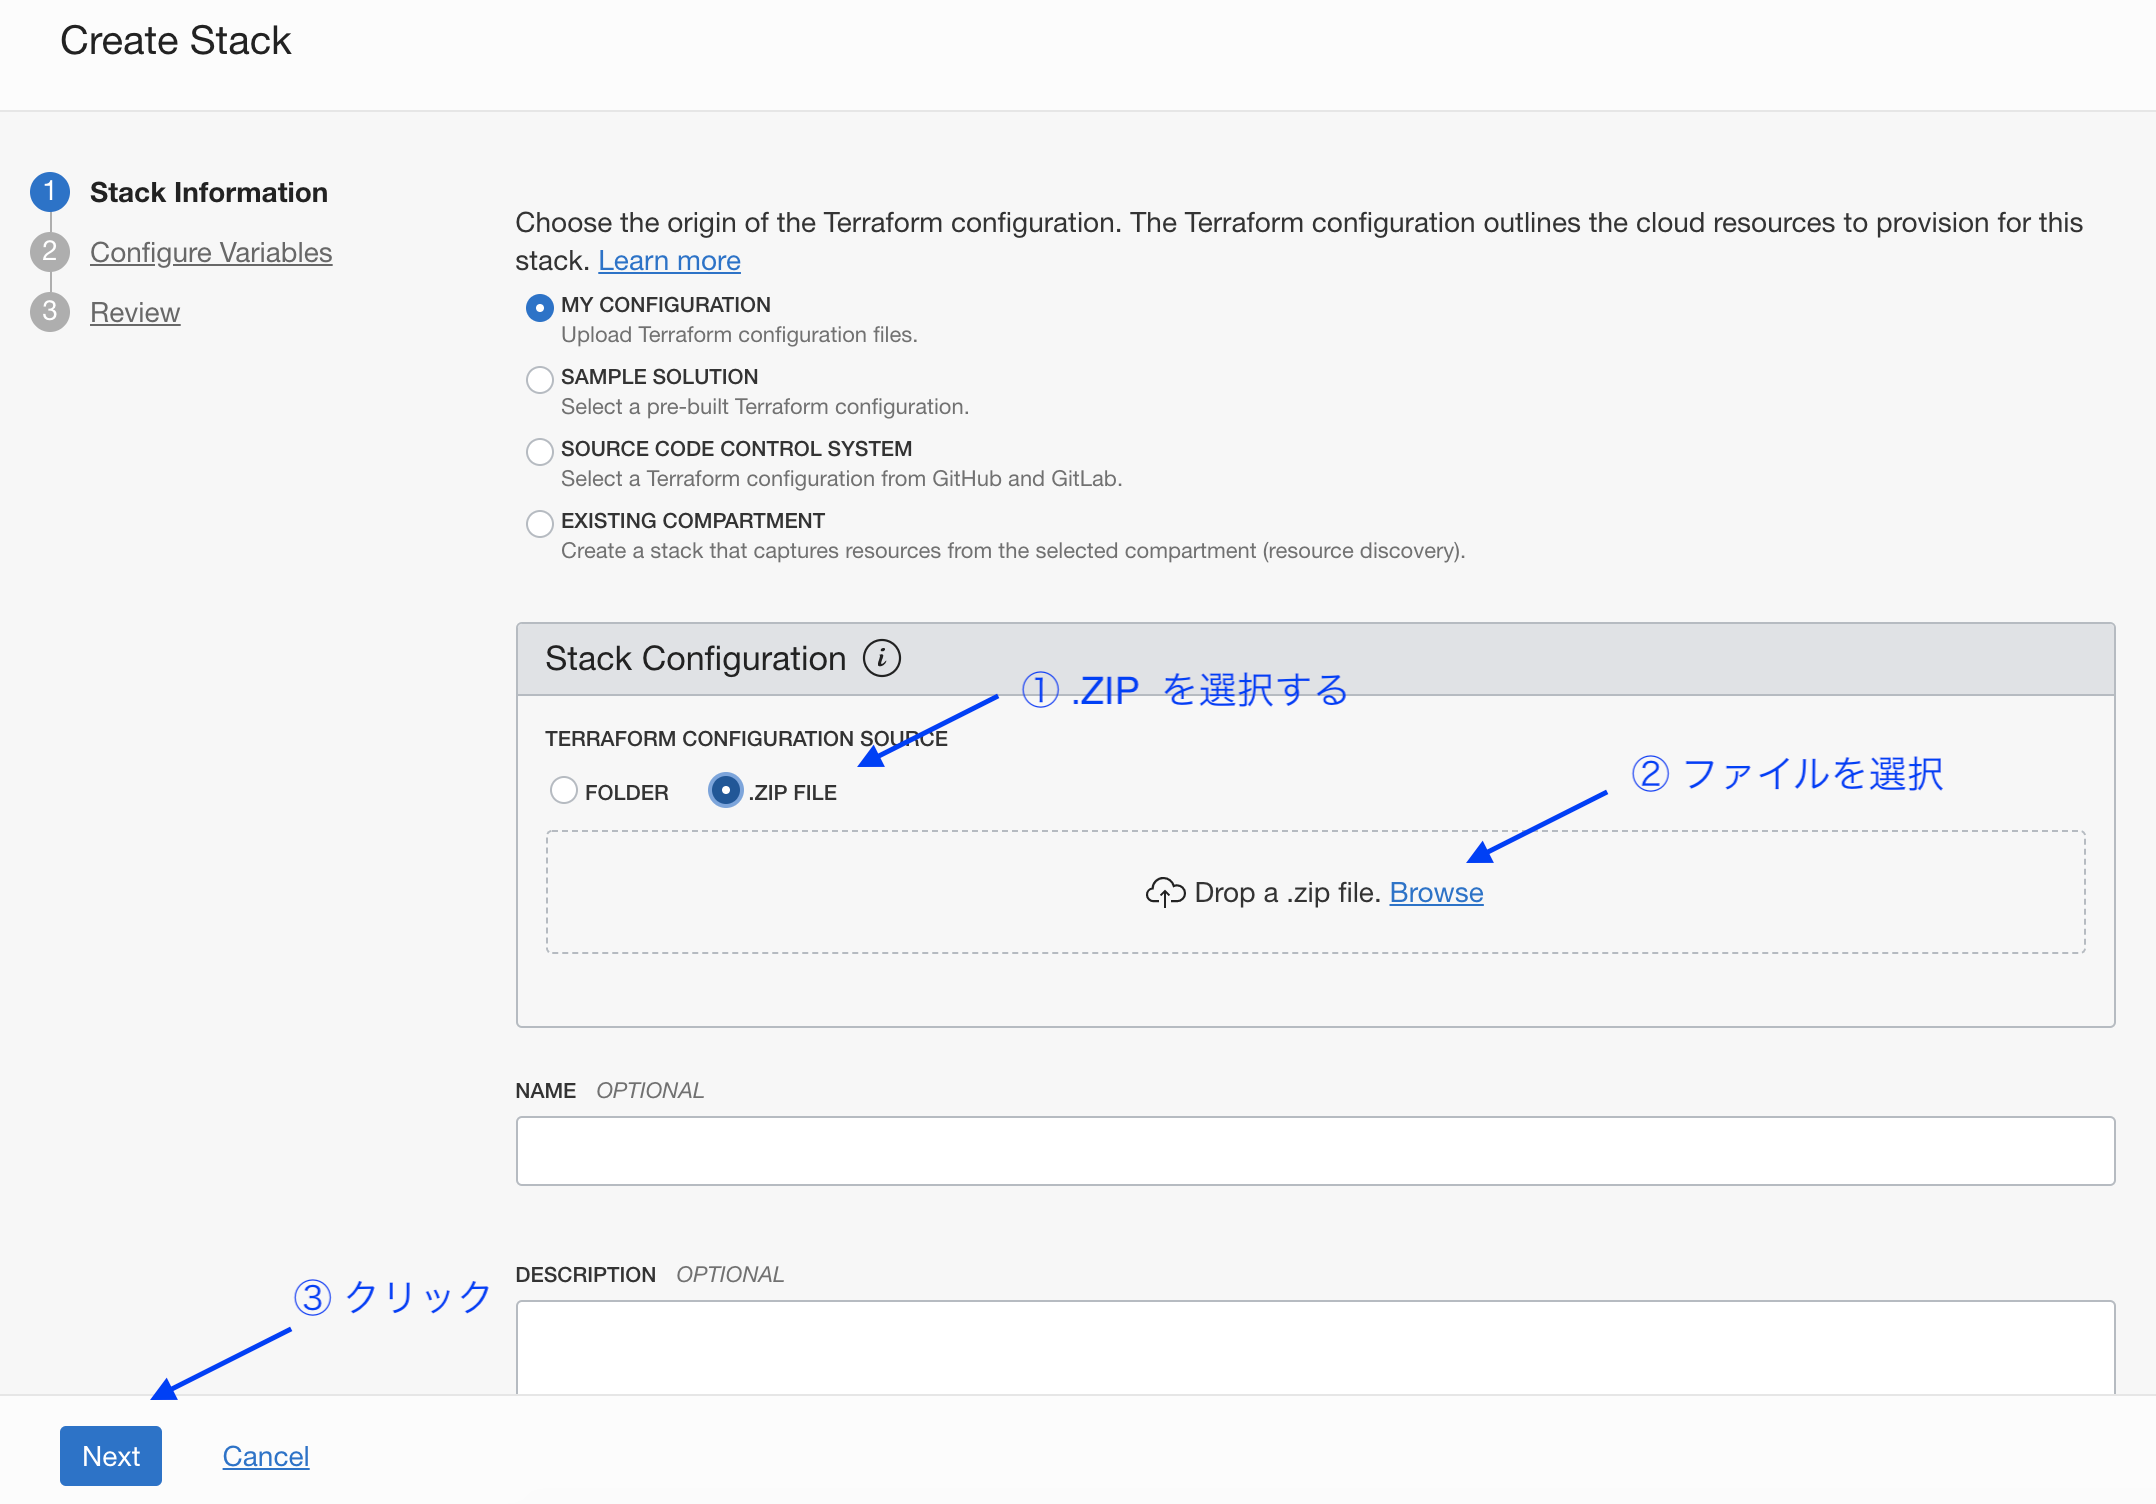 Create Stack
1 Stack Information
2 Configure Variables
3 Review
Choose the origin of the Terraform configuration. The Terraform configuration outlines the cloud resources to provision for this
stack. Learn more
MY CONFIGURATION
Upload Terraform configuration files.
SAMPLE SOLUTION
Select a pre-built Terraform configuration.
SOURCE CODE CONTROL SYSTEM
Select a Terraform configuration from GitHub and GitLab.
EXISTING COMPARTMENT
Create a stack that captures resources from the selected compartment (resource discovery).
Stack Configuration i
① .ZIP を選択する
TERRAFORM CONFIGURATION SOURCE
② ファイルを選択
FOLDER .ZIP FILE
Drop a .zip file. Browse
NAME OPTIONAL
DESCRIPTION OPTIONAL
③ クリック
Next Cancel